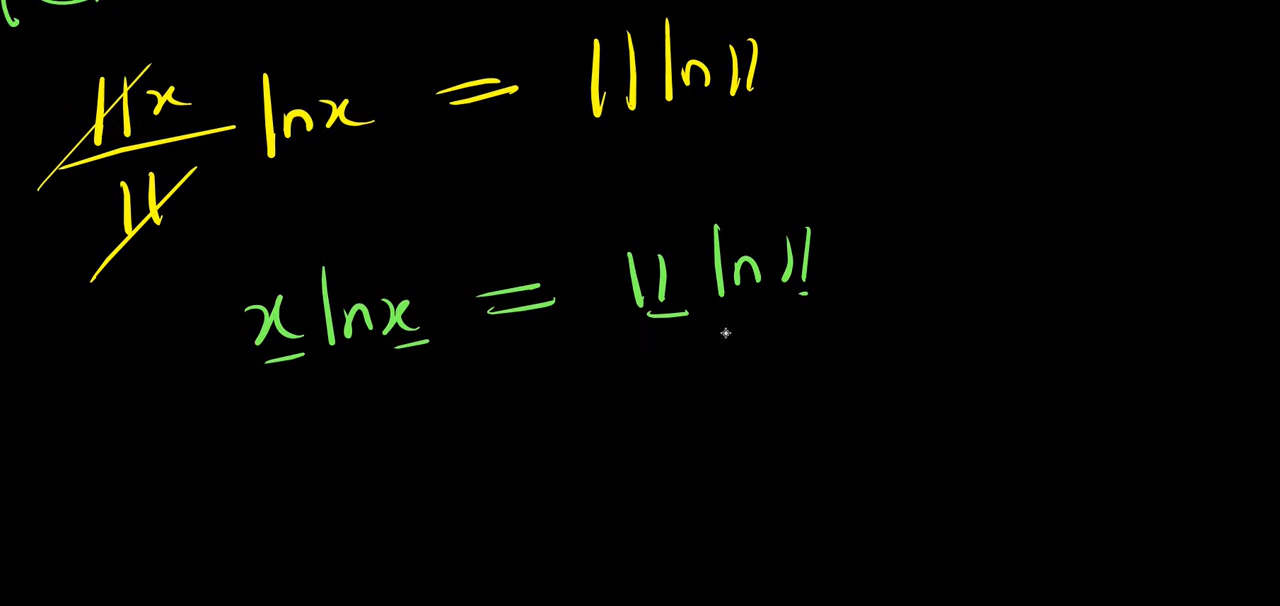 11x/11 ln x = 11 ln 11
x ln x = 11 ln 11